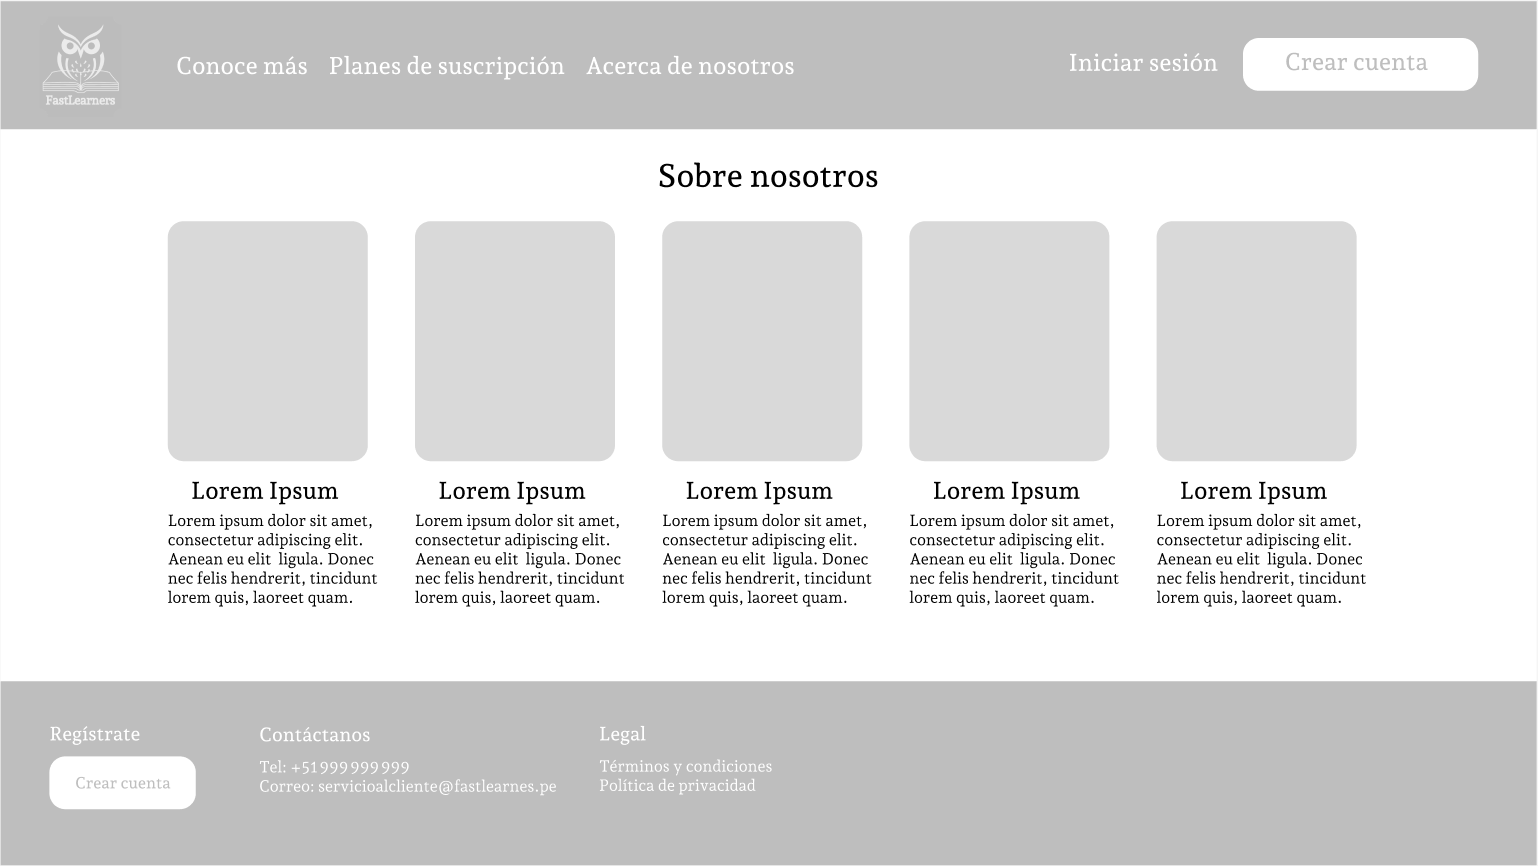 FastLearners
Conoce más
Planes de suscripción
Acerca de nosotros
Iniciar sesión
Crear cuenta
Sobre nosotros
Lorem Ipsum
Lorem ipsum dolor sit amet,
consectetur adipiscing elit.
Aenean eu elit  ligula. Donec
nec felis hendrerit, tincidunt
lorem quis, laoreet quam.
Lorem Ipsum
Lorem ipsum dolor sit amet,
consectetur adipiscing elit.
Aenean eu elit  ligula. Donec
nec felis hendrerit, tincidunt
lorem quis, laoreet quam.
Lorem Ipsum
Lorem ipsum dolor sit amet,
consectetur adipiscing elit.
Aenean eu elit  ligula. Donec
nec felis hendrerit, tincidunt
lorem quis, laoreet quam.
Lorem Ipsum
Lorem ipsum dolor sit amet,
consectetur adipiscing elit.
Aenean eu elit  ligula. Donec
nec felis hendrerit, tincidunt
lorem quis, laoreet quam.
Lorem Ipsum
Lorem ipsum dolor sit amet,
consectetur adipiscing elit.
Aenean eu elit  ligula. Donec
nec felis hendrerit, tincidunt
lorem quis, laoreet quam.
Regístrate
Crear cuenta
Contáctanos
Tel: +51 999 999 999
Correo: servicioalcliente@fastlearnes.pe
Legal
Términos y condiciones
Política de privacidad